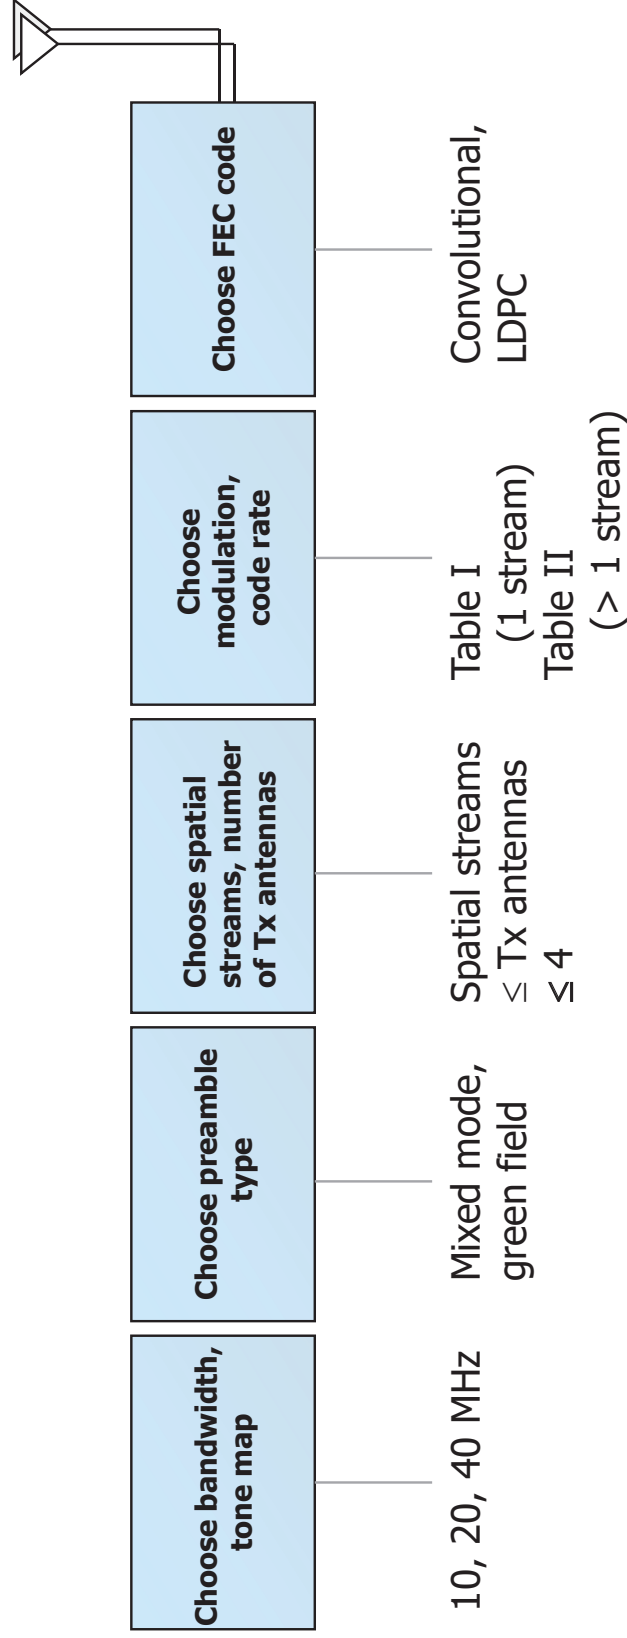 Choose bandwidth,
tone map
10, 20, 40 MHz
Choose preamble
type
Mixed mode,
green field
Choose spatial
streams, number
of Tx antennas
Spatial streams
≤ Tx antennas
≤ 4
Choose
modulation,
code rate
Table I
(1 stream)
Table II
(> 1 stream)
Choose FEC code
Convolutional,
LDPC